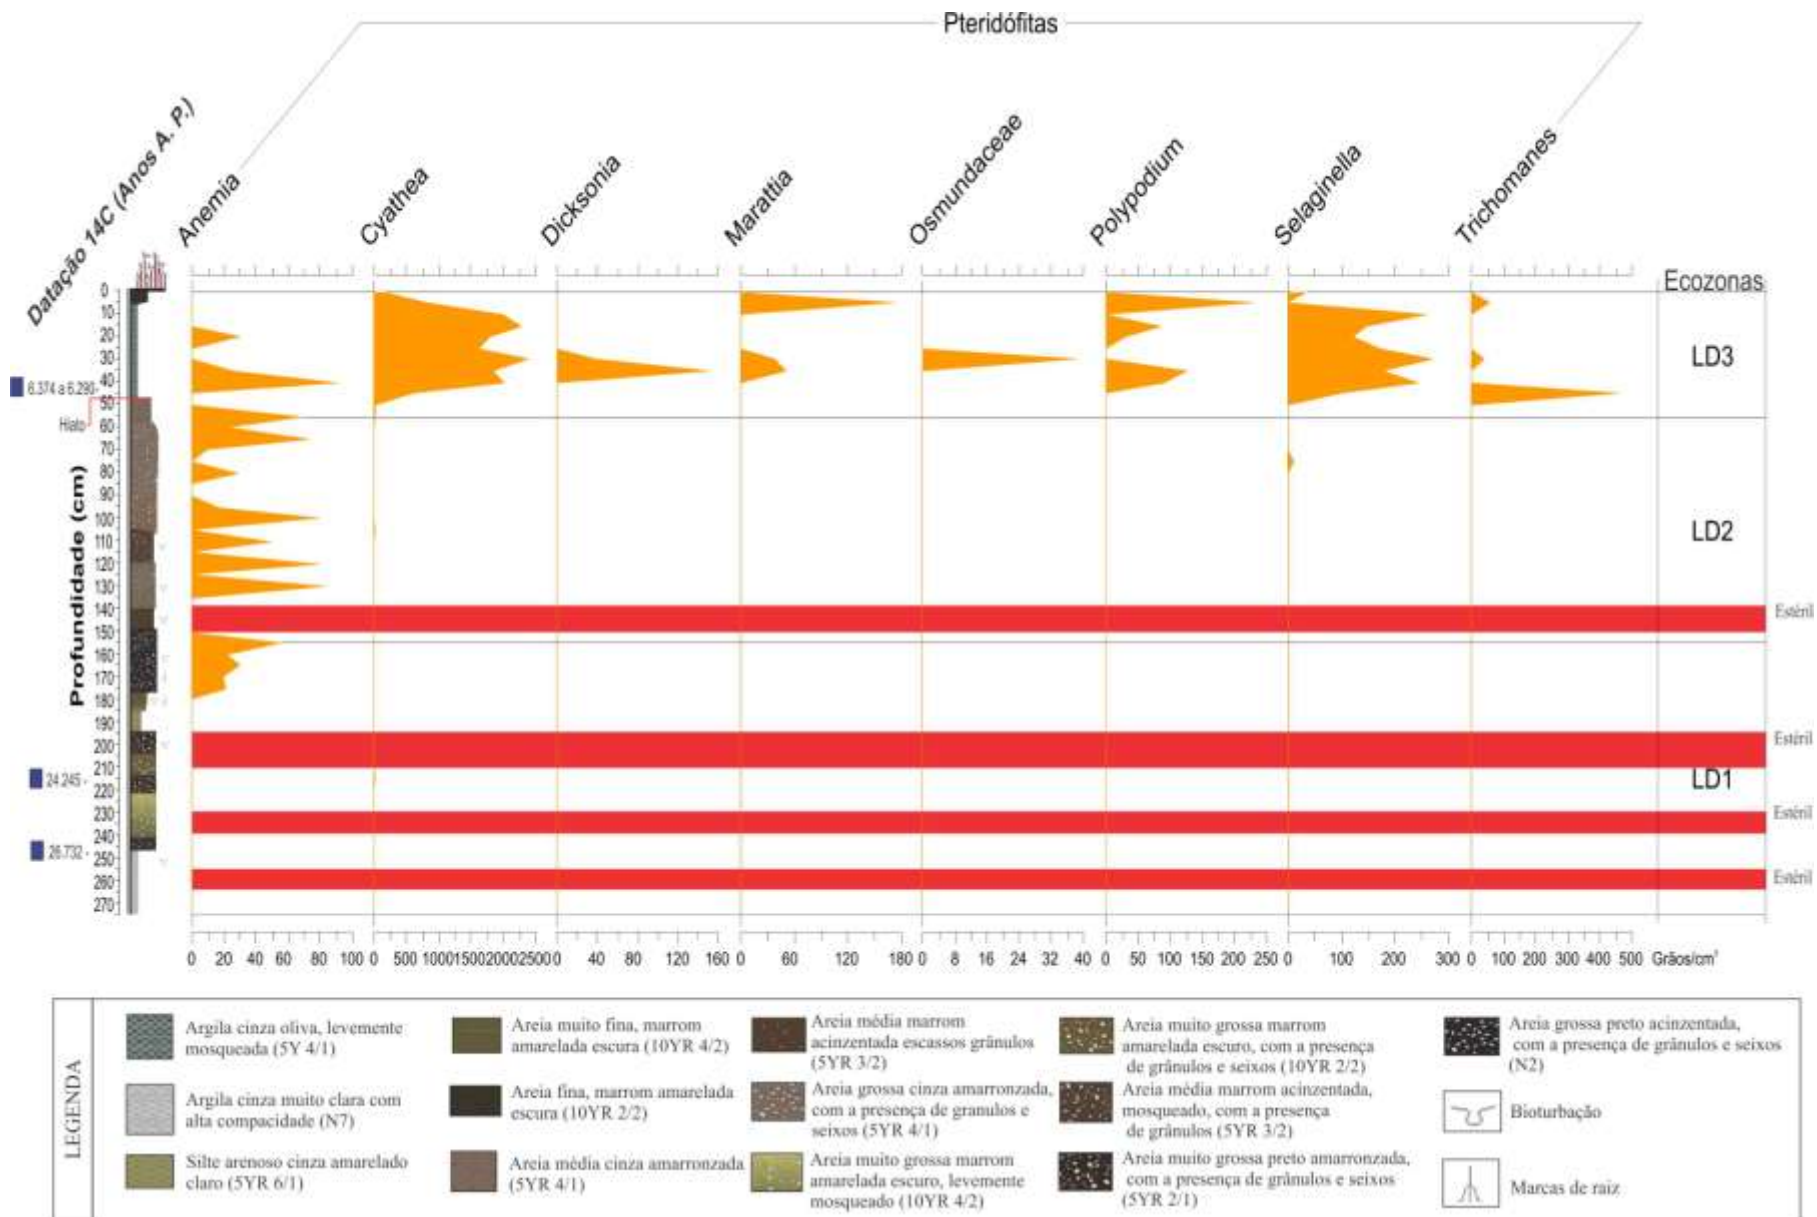 Pteridófitas
Datação 14C (Anos A. P.)
Anemia
Cyathea
Dicksonia
Marattia
Osmundaceae
Polypodium
Selaginella
Trichomanes
Ecozonas
Profundidade (cm)
0
10
20
30
40
50
60
70
80
90
100
110
120
130
140
150
160
170
180
190
200
210
220
230
240
250
260
270
6.374 a 6.290-
Hiato
24.245 -
26.732 -
LD3
LD2
LD1
Estéril
Estéril
Estéril
Estéril
0 20 40 60 80 100
0 500 1000 1500 2000 2500
0 40 80 120 160
0 60 120 180
0 8 16 24 32 40
0 50 100 150 200 250
0 100 200 300
0 100 200 300 400 500 Grãos/cm³
LEGENDA
Argila cinza oliva, levemente
mosqueada (5Y 4/1)
Argila cinza muito clara com
alta compacidade (N7)
Silte arenoso cinza amarelado
claro (5YR 6/1)
Areia muito fina, marrom
amarelada escura (10YR 4/2)
Areia fina, marrom amarelada
escura (10YR 2/2)
Areia média cinza amarronzada
(5YR 4/1)
Areia média marrom
acinzentada escassos grânulos
(5YR 3/2)
Areia grossa cinza amarronzada,
com a presença de granulos e
seixos (5YR 4/1)
Areia muito grossa marrom
amarelada escuro, levemente
mosqueado (10YR 4/2)
Areia muito grossa marrom
amarelada escuro, com a presença
de grânulos e seixos (10YR 2/2)
Areia média marrom acinzentada,
mosqueado, com a presença
de grânulos (5YR 3/2)
Areia muito grossa preto amarronzada,
com a presença de grânulos e seixos
(5YR 2/1)
Areia grossa preto acinzentada,
com a presença de grânulos e seixos
(N2)
Bioturbação
Marcas de raiz